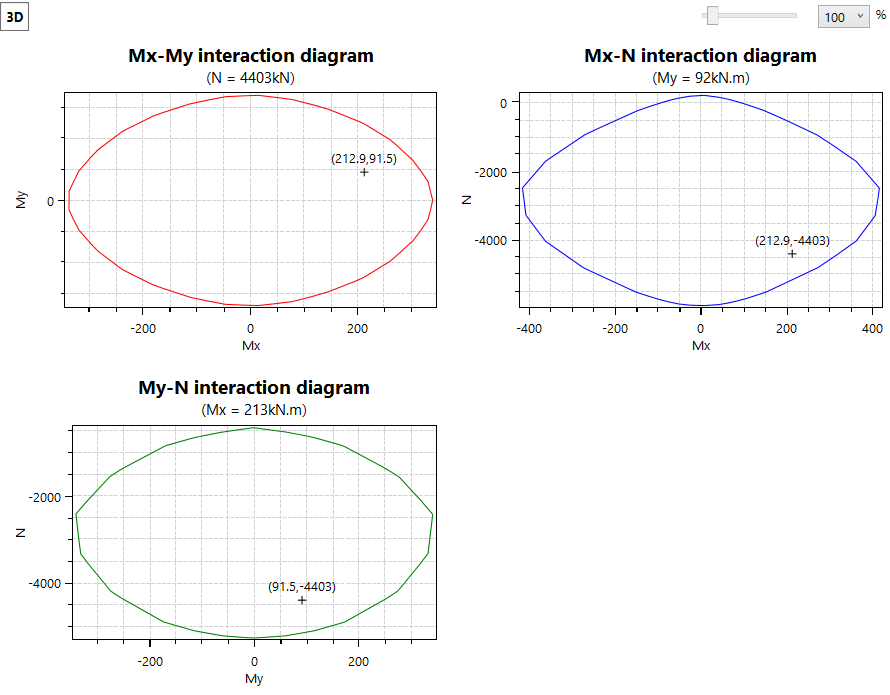 3D
100
%
Mx-My interaction diagram
(N = 4403kN)
(212.9,91.5)
My
0
-200
0
200
Mx
Mx-N interaction diagram
(My = 92kN.m)
0
-2000
N
-4000
(212.9,-4403)
-400
-200
0
200
400
Mx
My-N interaction diagram
(Mx = 213kN.m)
-2000
N
-4000
(91.5,-4403)
-200
0
200
My